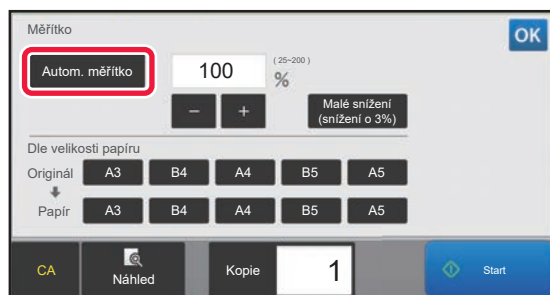 Měřítko
OK
Autom. měřítko
100
(25~200)
%
–
+
Malé snížení
(snížení o 3%)
Dle velikosti papíru
Originál A3 B4 A4 B5 A5
Papír A3 B4 A4 B5 A5
CA
Náhled
Kopie
1
Start